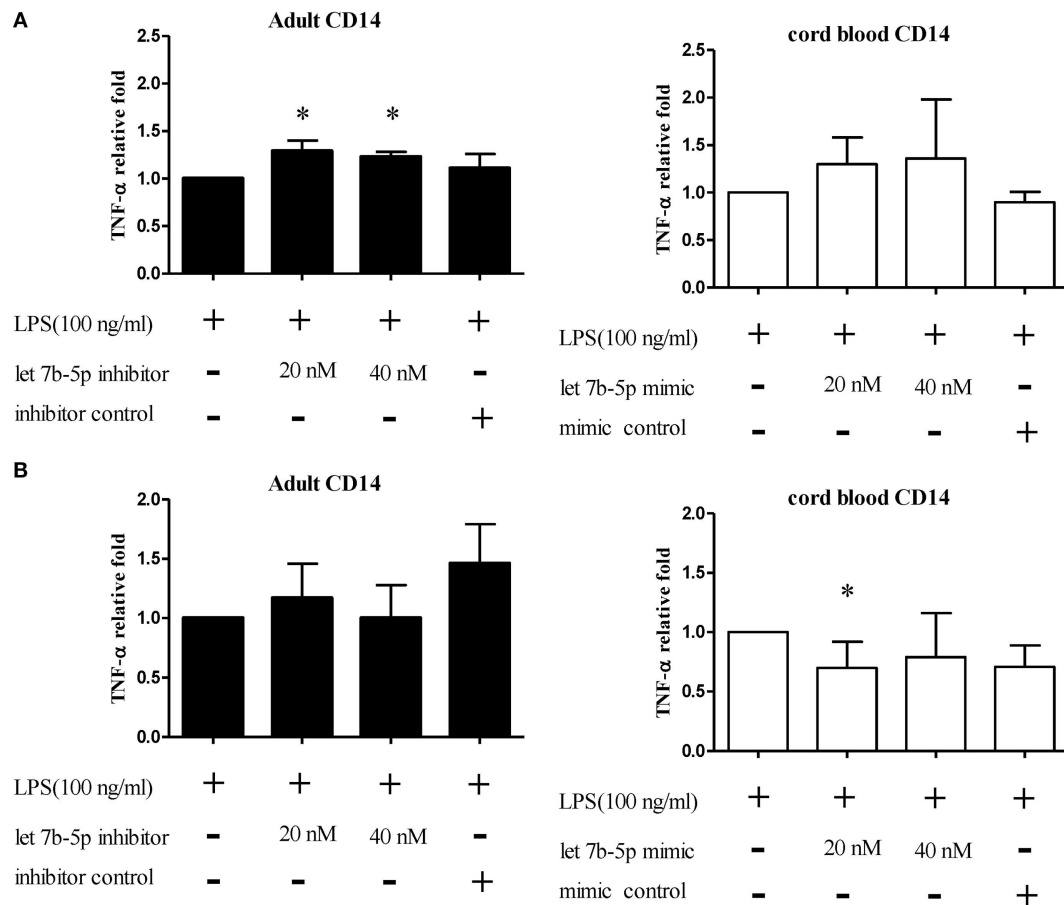 A
Adult CD14
TNF-α relative fold
2.5
2.0
1.5
1.0
0.5
0.0
* *
LPS(100 ng/ml) + + + +
let 7b-5p inhibitor - 20 nM 40 nM -
inhibitor control - - - +
cord blood CD14
TNF-α relative fold
2.5
2.0
1.5
1.0
0.5
0.0
LPS(100 ng/ml) + + + +
let 7b-5p mimic - 20 nM 40 nM -
mimic control - - - +
B
Adult CD14
TNF-α relative fold
2.0
1.5
1.0
0.5
0.0
LPS(100 ng/ml) + + + +
let 7b-5p inhibitor - 20 nM 40 nM -
inhibitor control - - - +
cord blood CD14
TNF-α relative fold
2.0
1.5
1.0
0.5
0.0
*
LPS(100 ng/ml) + + + +
let 7b-5p mimic - 20 nM 40 nM -
mimic control - - - +